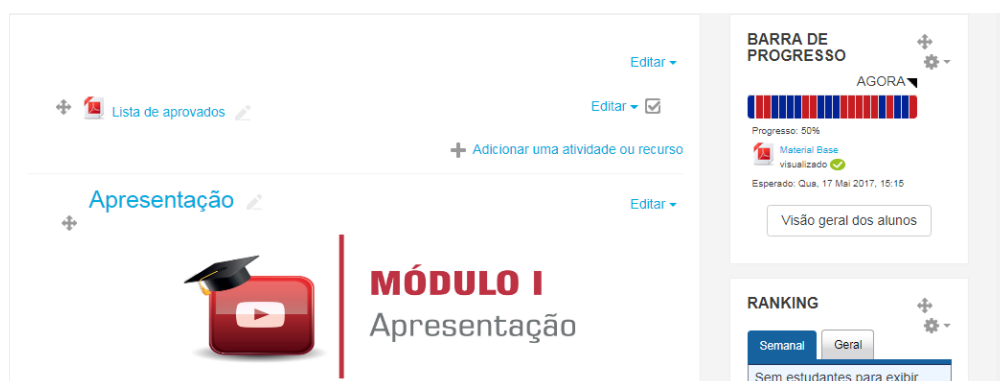 Editar
Lista de aprovados
Editar
Adicionar uma atividade ou recurso
Apresentação
Editar
MÓDULO I
Apresentação
BARRA DE
PROGRESSO
AGORA
Progresso: 50%
Material Base
visualizado
Esperado: Qua, 17 Mai 2017, 15:15
Visão geral dos alunos
RANKING
Semanal
Geral
Sem estudantes para exibir